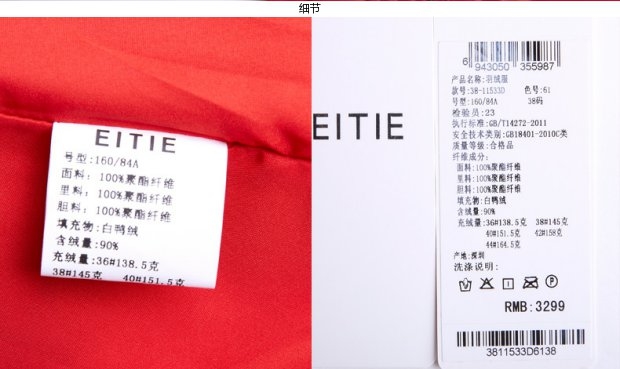 细节
EITIE
号型:160/84A
面料: 100%聚酯纤维
里料: 100%聚酯纤维
胆料: 100%聚酯纤维
填充物:白鸭绒
含绒量:90%
充绒量:36#138.5克
38#145克 40#151.5克
EITIE
6 943050 355987
产品名称:羽绒服
款号:38-11533D 色号:61
号型:160/84A 38码
检验员:23
执行标准:GB/T14272-2011
安全技术类别:GB18401-2010C类
质量等级:合格品
纤维成分:
面料:100%聚酯纤维
里料:100%聚酯纤维
胆料:100%聚酯纤维
填充物:白鸭绒
含绒量:90%
充绒量:36#138.5克 38#145克
40#151.5克 42#158克
44#164.5克
产地:深圳
洗涤说明:
RMB:3299
3811533D6138